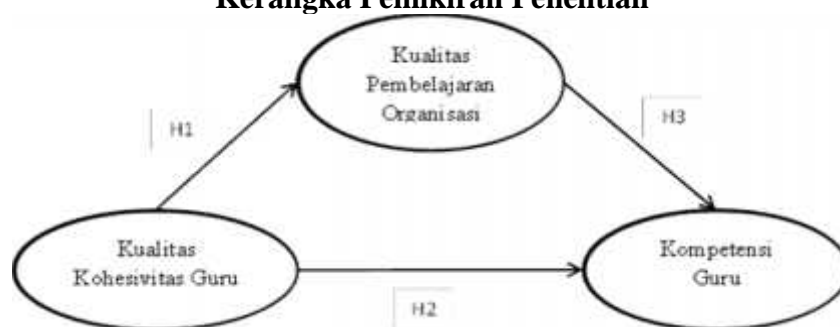 Kerangka Pemikiran Penelitian
Kualitas
Pembelajaran
Organisasi
H1
H3
Kualitas
Kohesivitas Guru
Kompetensi
Guru
H2